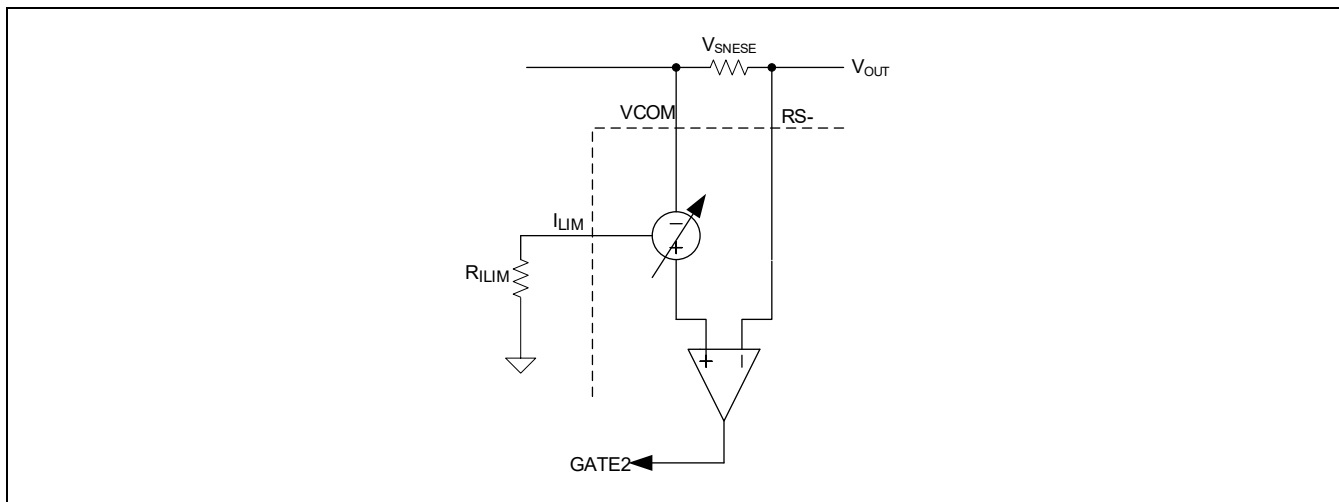 VSNESE
VOUT
VCOM
RS-
ILIM
−
+
RILIM
+
−
GATE2